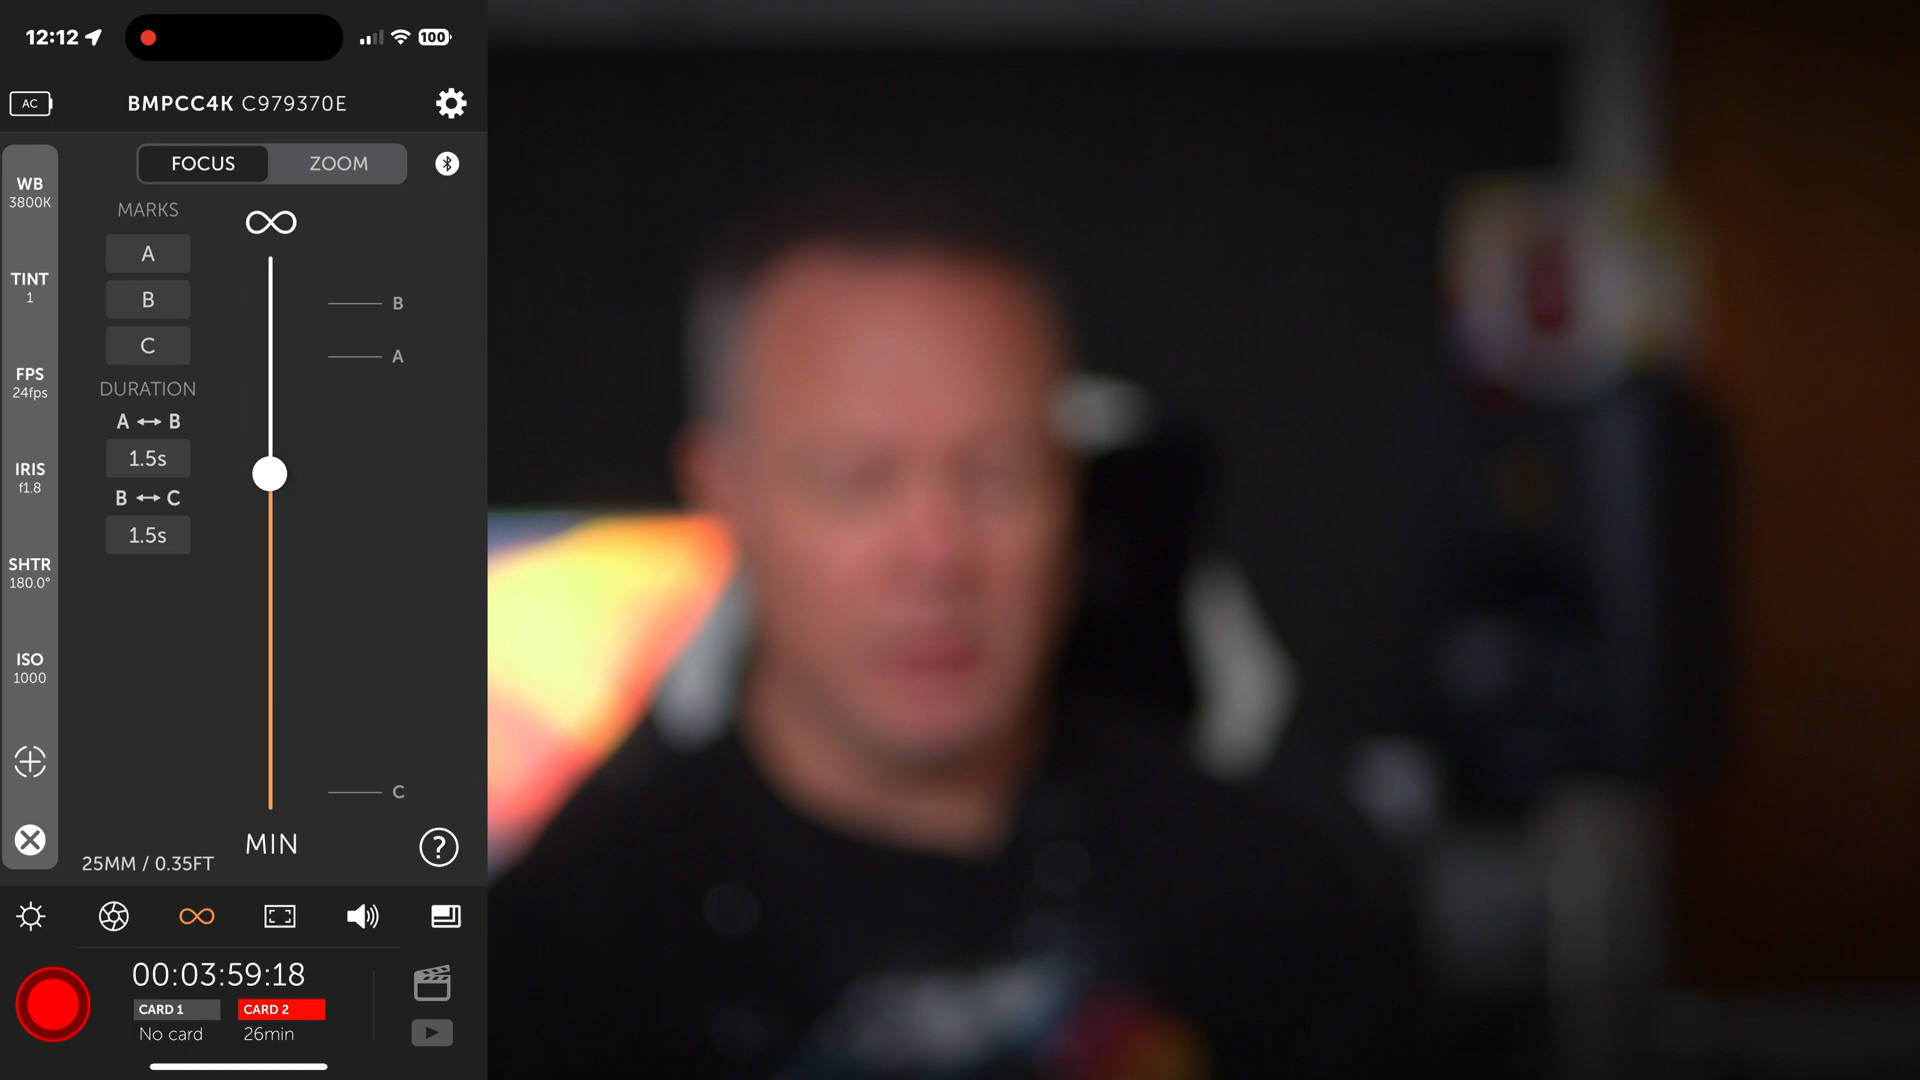 12:12
100
AC
BMPCC4K C979370E
FOCUS
ZOOM
WB
3800K
TINT
1
FPS
24fps
IRIS
f1.8
SHTR
180.0°
ISO
1000
MARKS
A
B
C
DURATION
A ↔ B
1.5s
B ↔ C
1.5s
∞
B
A
C
MIN
25MM / 0.35FT
?
00:03:59:18
CARD 1
CARD 2
No card
26min